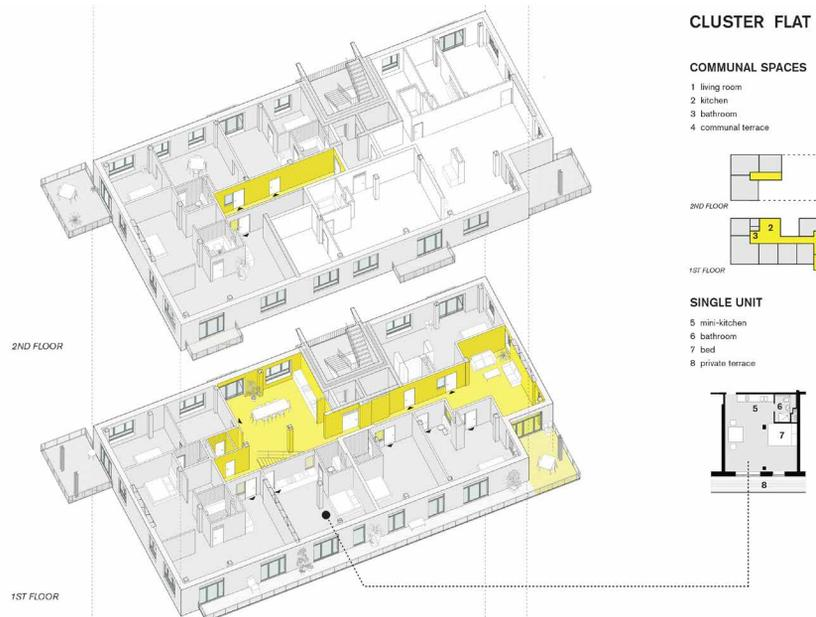 CLUSTER FLAT
COMMUNAL SPACES
1 living room
2 kitchen
3 bathroom
4 communal terrace
2ND FLOOR
3
2
1ST FLOOR
SINGLE UNIT
5 mini-kitchen
6 bathroom
7 bed
8 private terrace
5
6
7
8
2ND FLOOR
1ST FLOOR